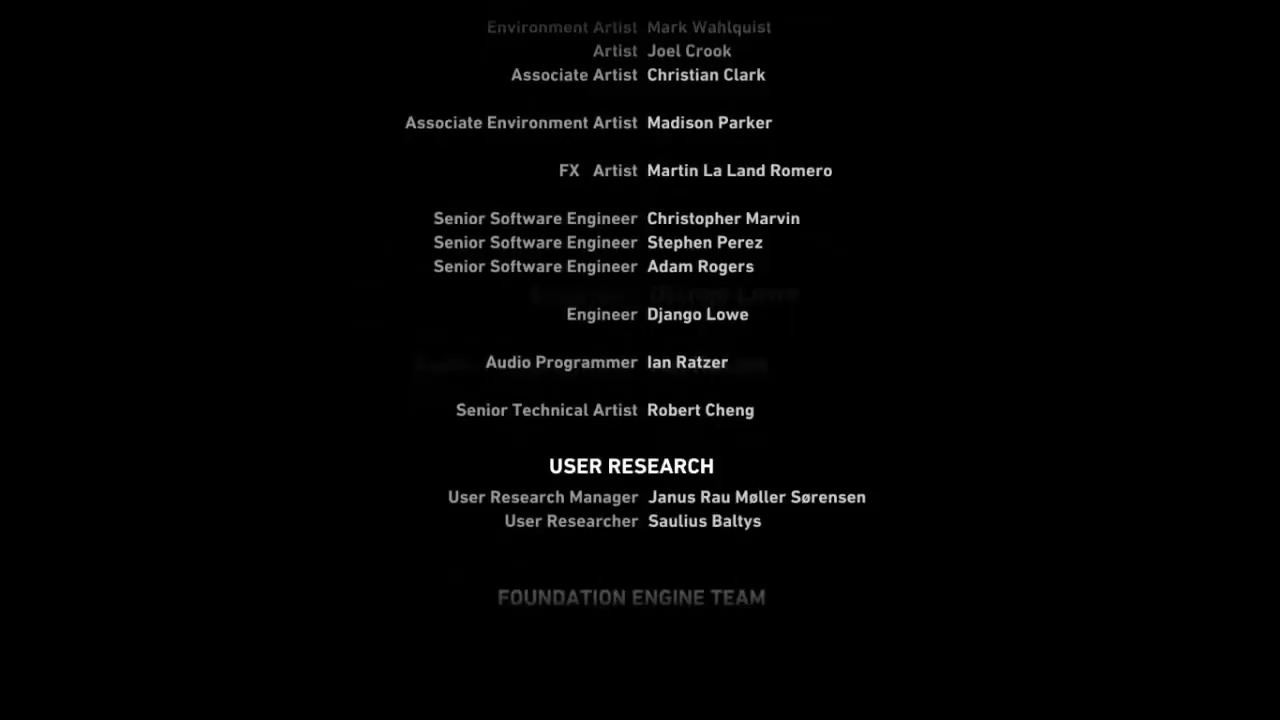 Environment Artist Mark Wahlquist
Artist Joel Crook
Associate Artist Christian Clark
Associate Environment Artist Madison Parker
FX Artist Martin La Land Romero
Senior Software Engineer Christopher Marvin
Senior Software Engineer Stephen Perez
Senior Software Engineer Adam Rogers
Engineer Django Lowe
Audio Programmer Ian Ratzer
Senior Technical Artist Robert Cheng
USER RESEARCH
User Research Manager Janus Rau Møller Sørensen
User Researcher Saulius Baltys
FOUNDATION ENGINE TEAM